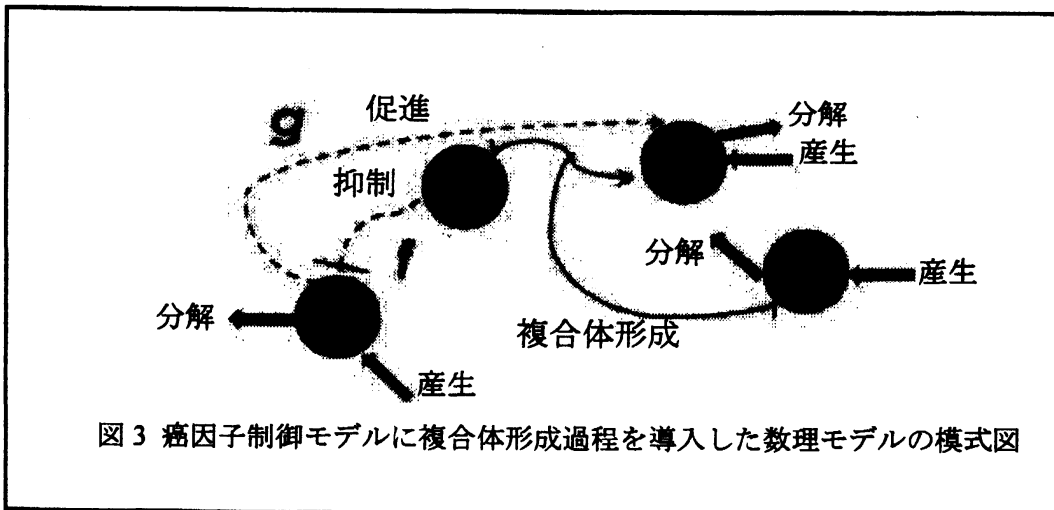 g
促進
分解
産生
抑制
f
分解
産生
分解
複合体形成
産生
図3 癌因子制御モデルに複合体形成過程を導入した数理モデルの模式図